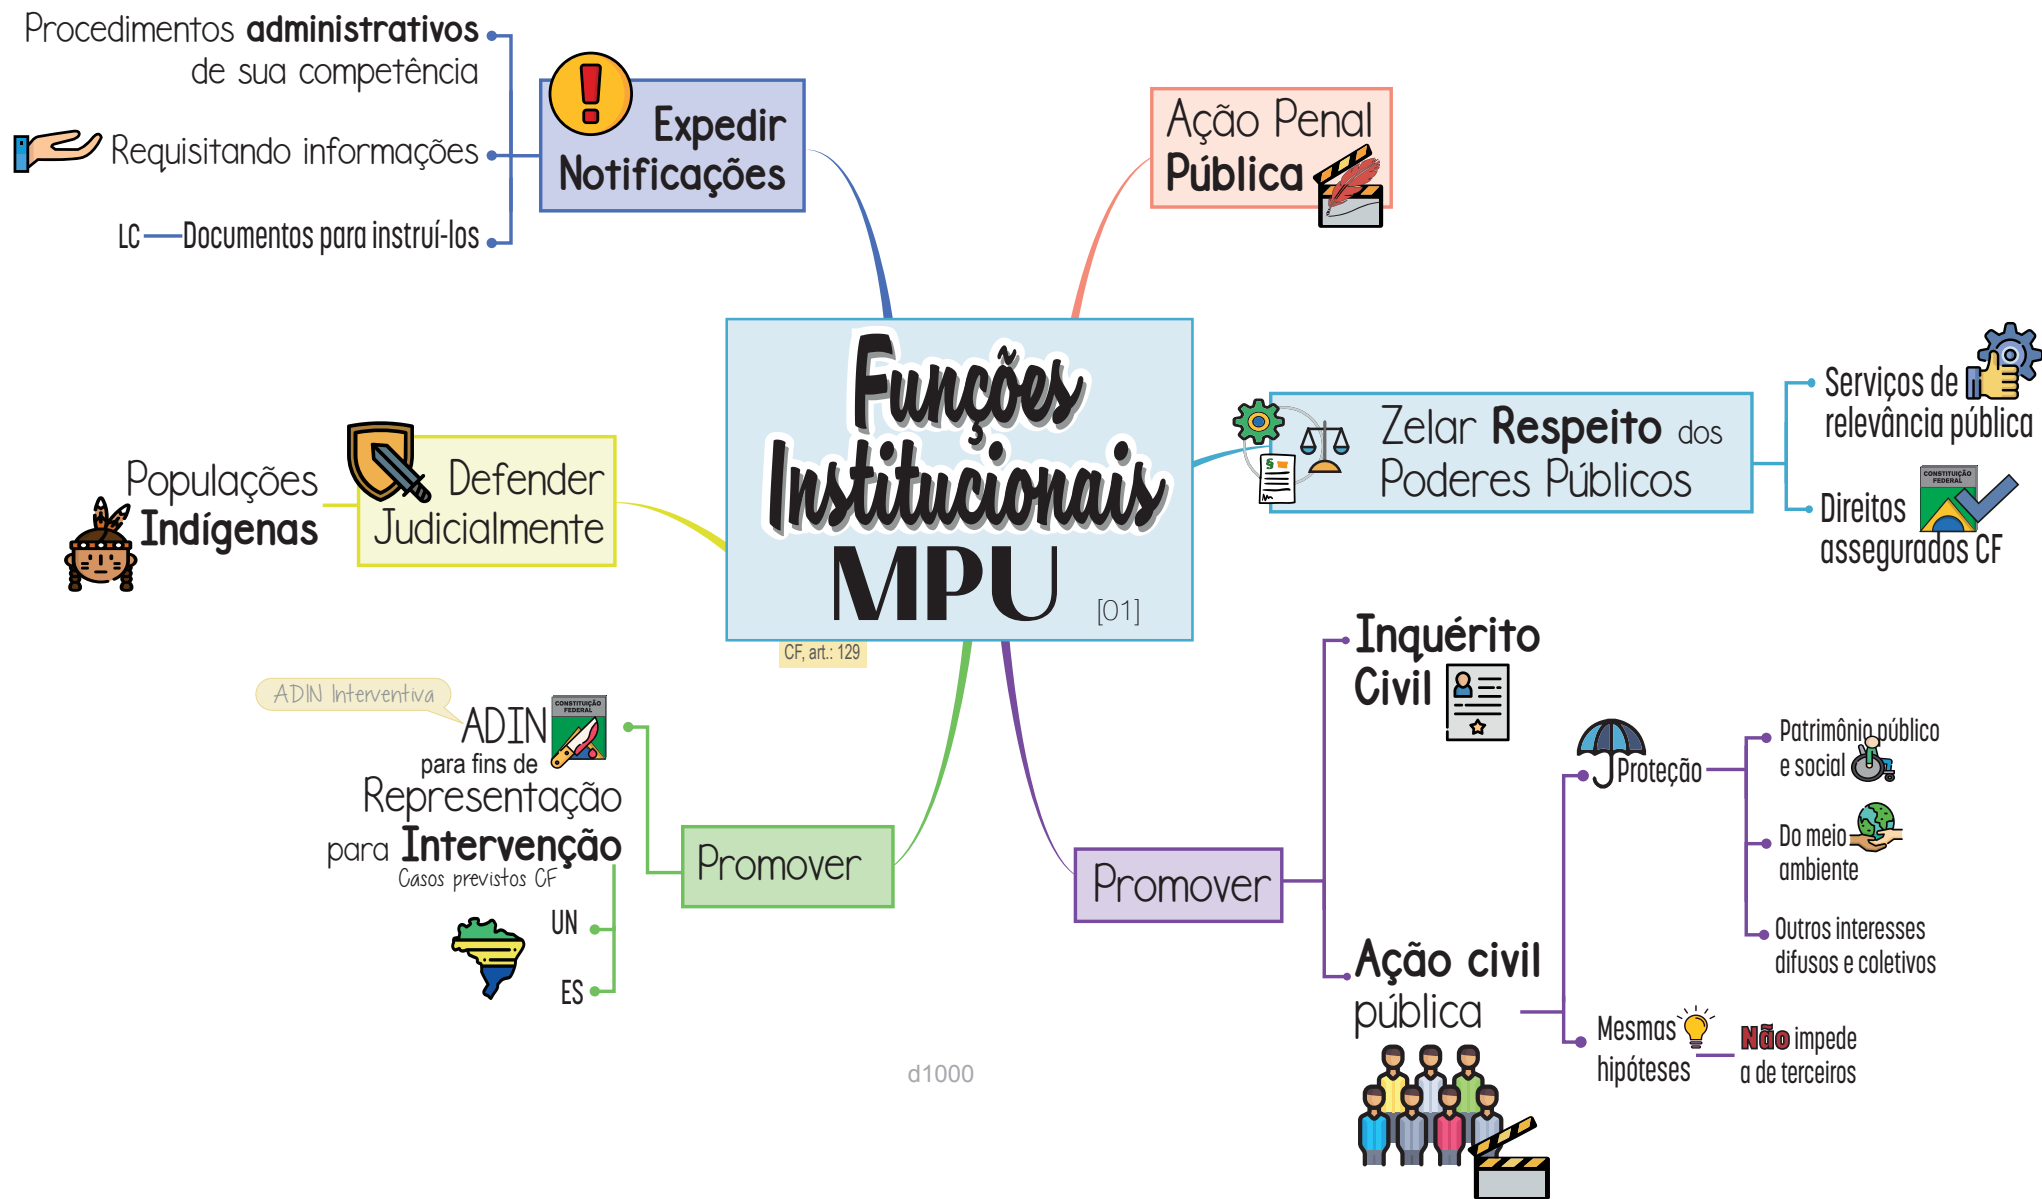 Funções
Institucionais
MPU
[01]
CF, art.: 129
Ação Penal
Pública
Zelar Respeito dos
Poderes Públicos
Serviços de
relevância pública
Direitos
assegurados CF
CONSTITUIÇÃO
FEDERAL
Promover
Inquérito
Civil
Ação civil
pública
Proteção
Patrimônio público
e social
Do meio
ambiente
Outros interesses
difusos e coletivos
Mesmas
hipóteses
Não impede
a de terceiros
Promover
ADIN Interventiva
ADIN
CONSTITUIÇÃO
FEDERAL
para fins de
Representação
para Intervenção
Casos previstos CF
UN
ES
Defender
Judicialmente
Populações
Indígenas
Expedir
Notificações
Procedimentos administrativos
de sua competência
Requisitando informações
LC Documentos para instruí-los
d1000